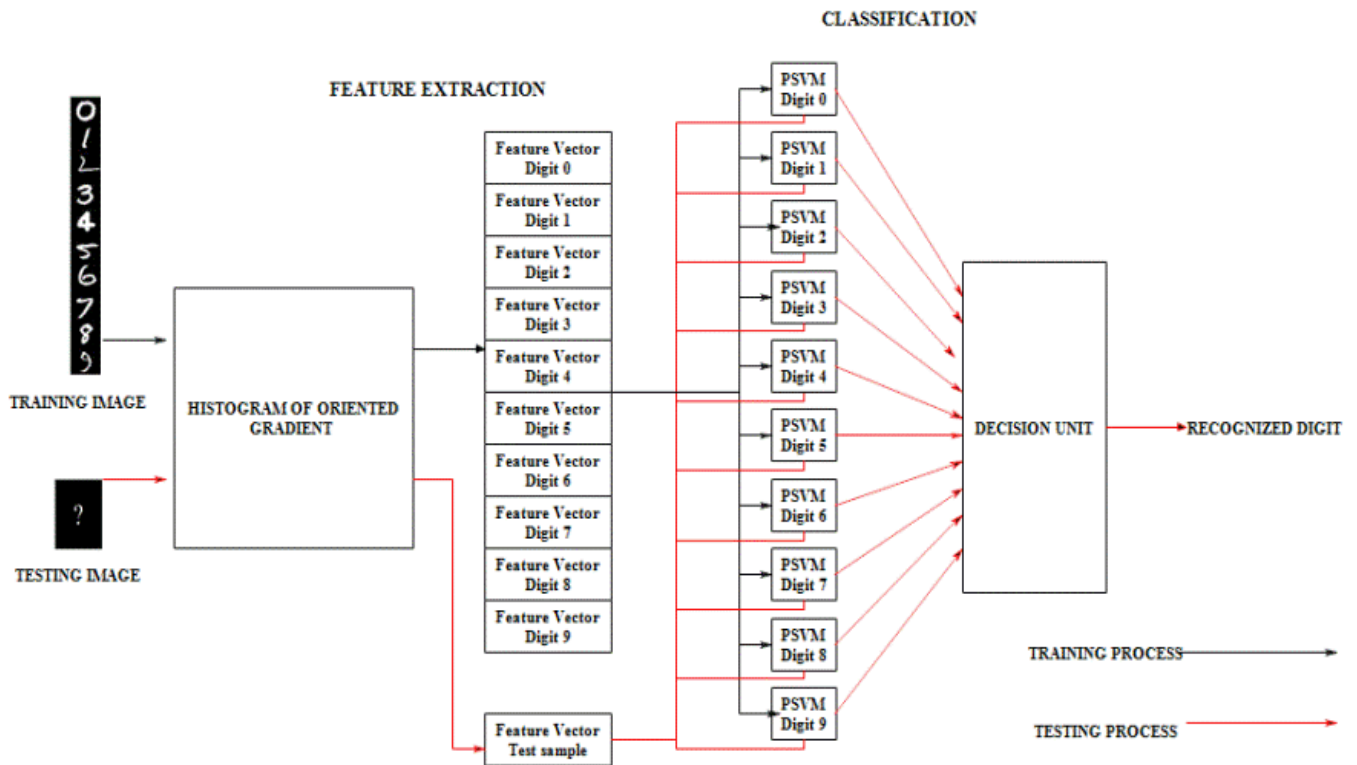 CLASSIFICATION
FEATURE EXTRACTION
0
1
2
3
4
5
6
7
8
9
TRAINING IMAGE
?
TESTING IMAGE
HISTOGRAM OF ORIENTED
GRADIENT
Feature Vector
Digit 0
Feature Vector
Digit 1
Feature Vector
Digit 2
Feature Vector
Digit 3
Feature Vector
Digit 4
Feature Vector
Digit 5
Feature Vector
Digit 6
Feature Vector
Digit 7
Feature Vector
Digit 8
Feature Vector
Digit 9
Feature Vector
Test sample
PSVM
Digit 0
PSVM
Digit 1
PSVM
Digit 2
PSVM
Digit 3
PSVM
Digit 4
PSVM
Digit 5
PSVM
Digit 6
PSVM
Digit 7
PSVM
Digit 8
PSVM
Digit 9
DECISION UNIT
RECOGNIZED DIGIT
TRAINING PROCESS
TESTING PROCESS